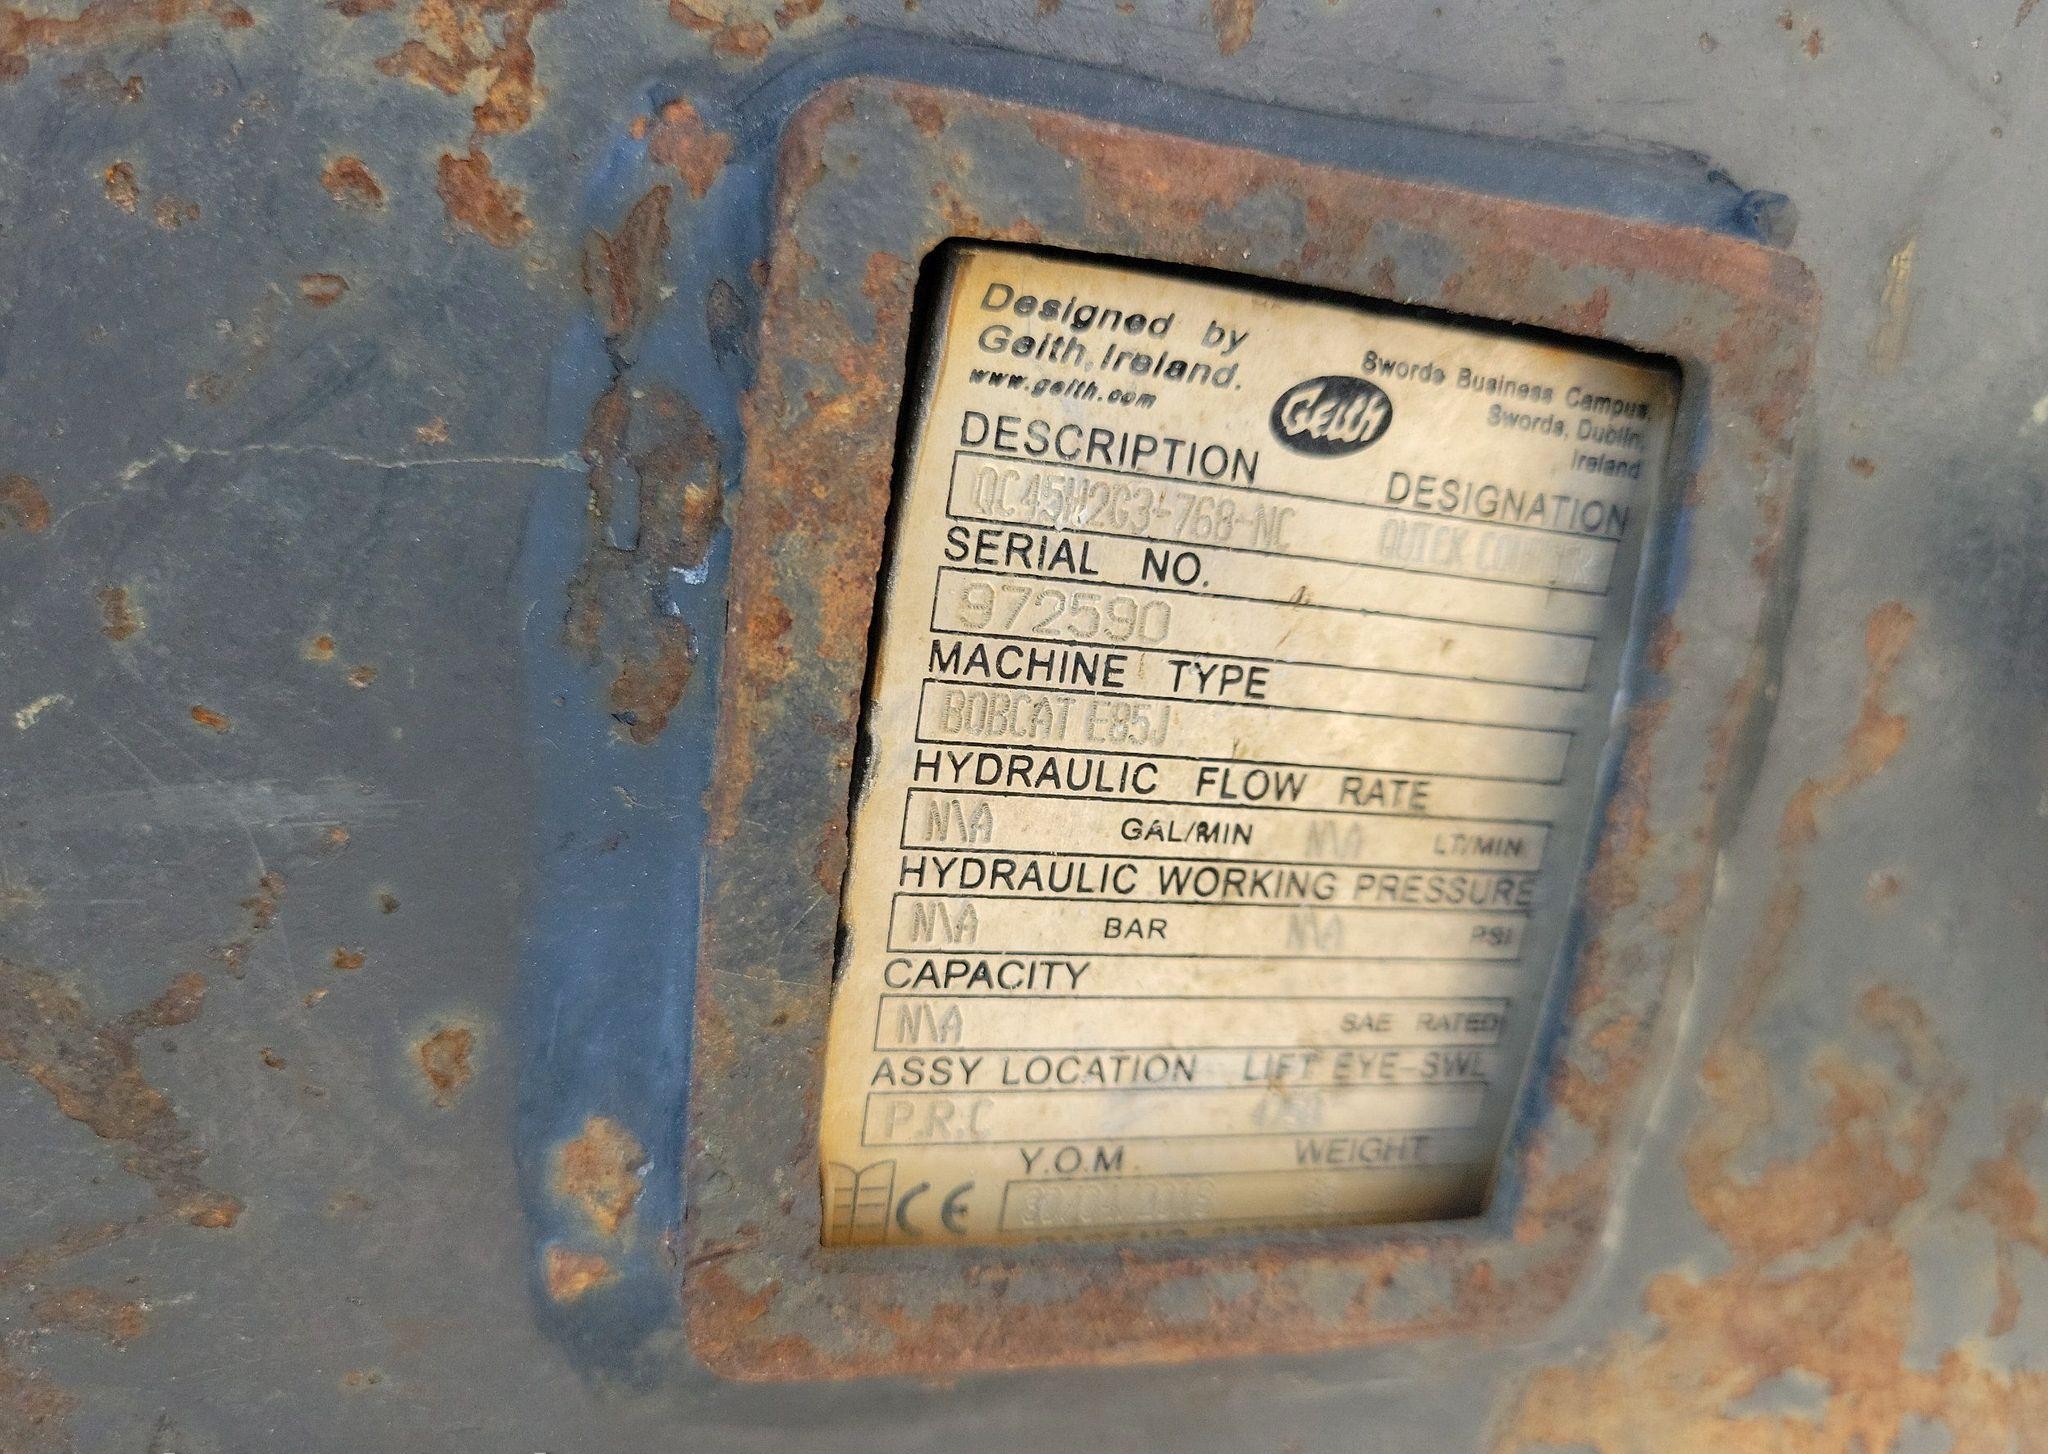 Designed by
Geith, Ireland.
www.geith.com
Geith
Swords Business Campus,
Swords, Dublin,
Ireland
DESCRIPTION DESIGNATION
QC45H2G3-768-NC QUICK
SERIAL NO.
972590
MACHINE TYPE
BOBCAT E85J
HYDRAULIC FLOW RATE
N\A GAL/MIN N\A LT/MIN
HYDRAULIC WORKING PRESSURE
N\A BAR N\A PSI
CAPACITY
N\A SAE RATED
ASSY LOCATION LIFT EYE-SWL
P.R.C
Y.O.M. WEIGHT
CE